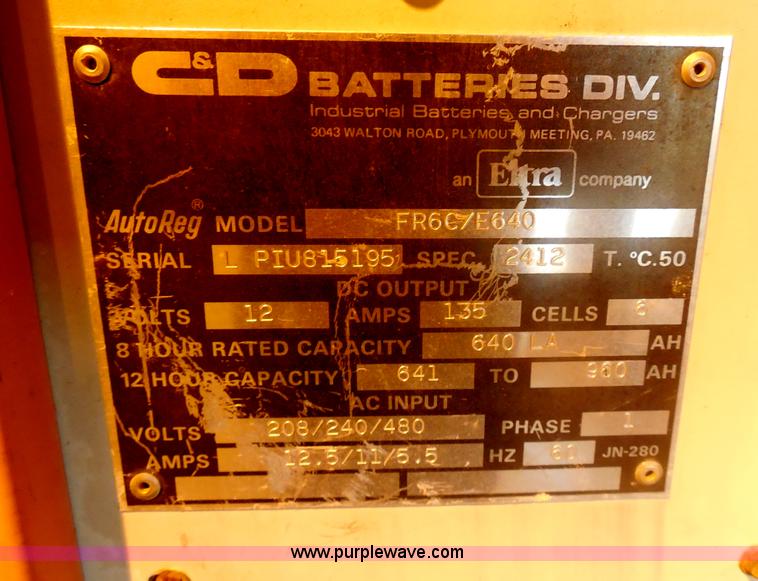 C&D BATTERIES DIV.
Industrial Batteries and Chargers
3043 WALTON ROAD, PLYMOUTH MEETING, PA. 19462
an Eltra company
AutoReg® MODEL FR6C/E640
SERIAL L PIU815195 SPEC. 2412 T. °C.50
DC OUTPUT
VOLTS 12 AMPS 135 CELLS 6
8 HOUR RATED CAPACITY 640 LA AH
12 HOUR CAPACITY 641 TO 960 AH
AC INPUT
VOLTS 208/240/480 PHASE 1
AMPS 12.5/11/5.5 HZ 61 JN-280
www.purplewave.com